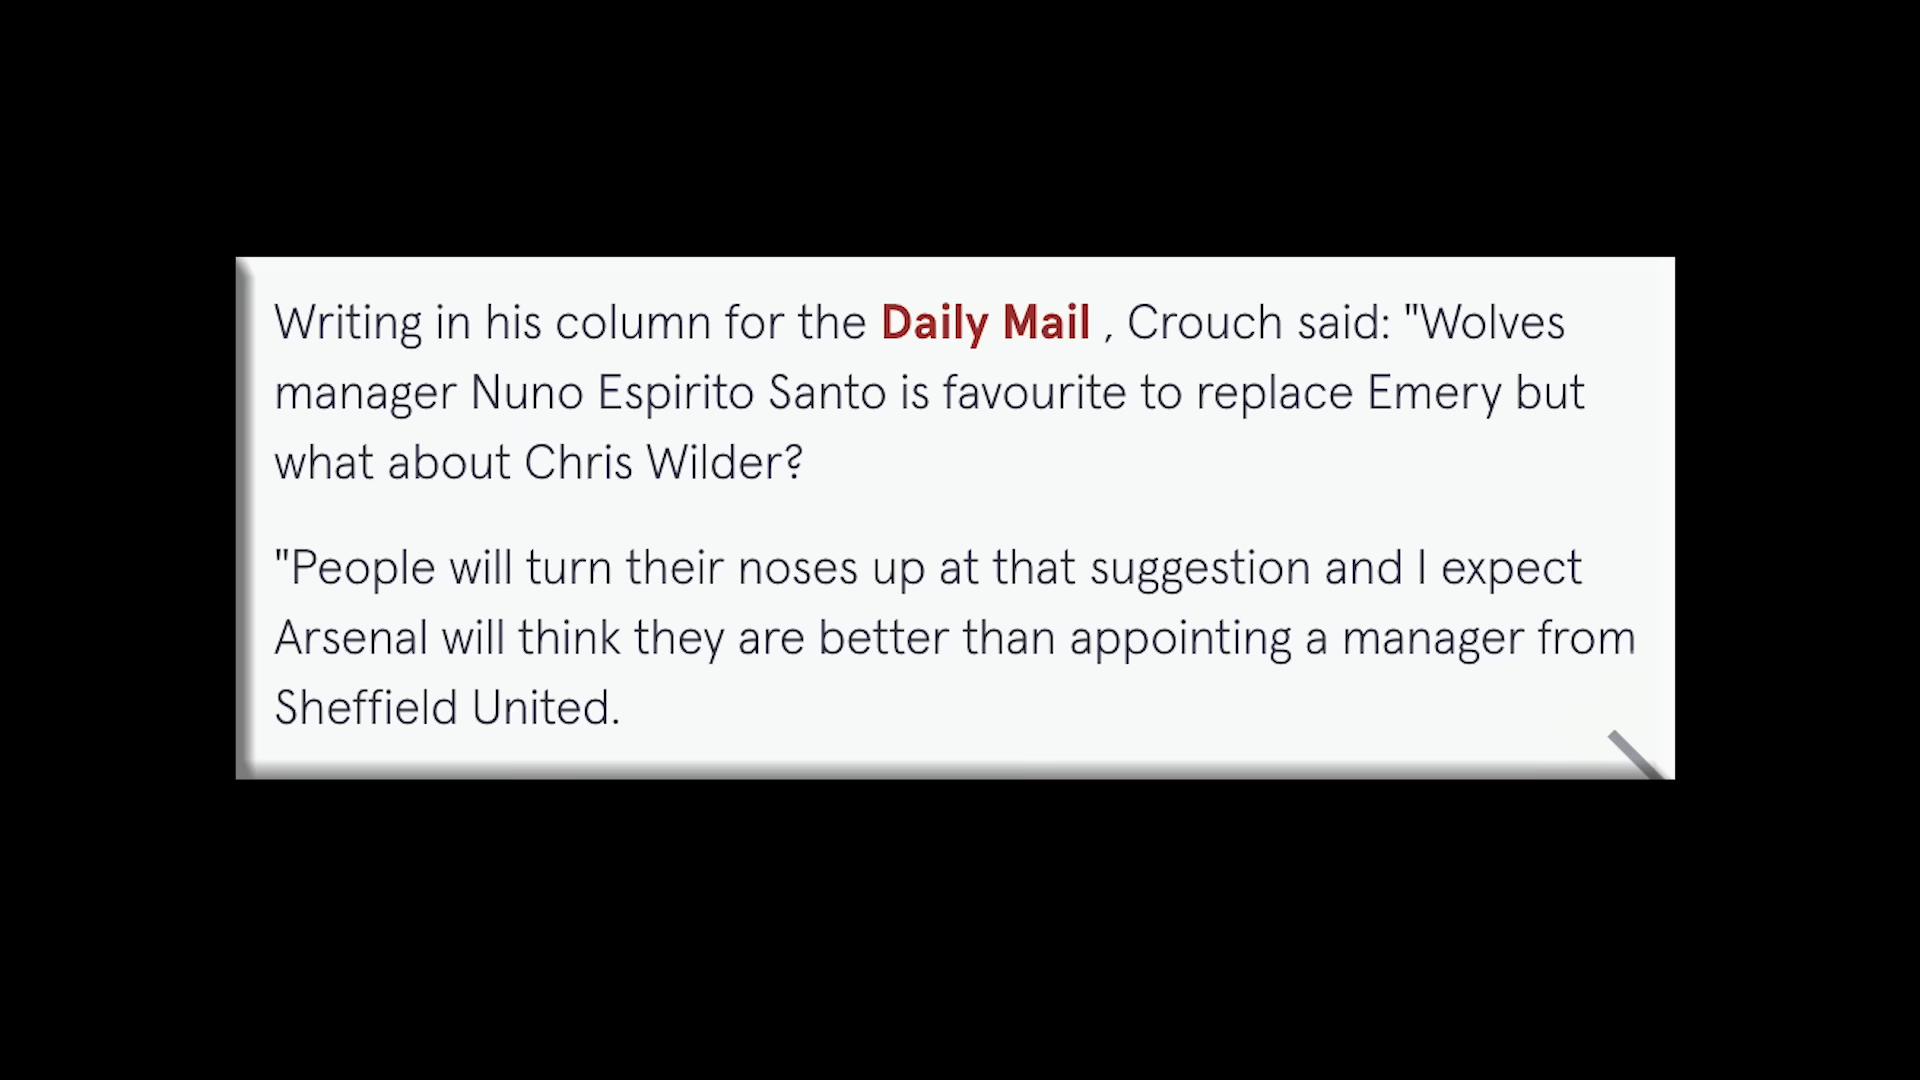 Writing in his column for the Daily Mail , Crouch said: "Wolves
manager Nuno Espirito Santo is favourite to replace Emery but
what about Chris Wilder?
"People will turn their noses up at that suggestion and I expect
Arsenal will think they are better than appointing a manager from
Sheffield United.